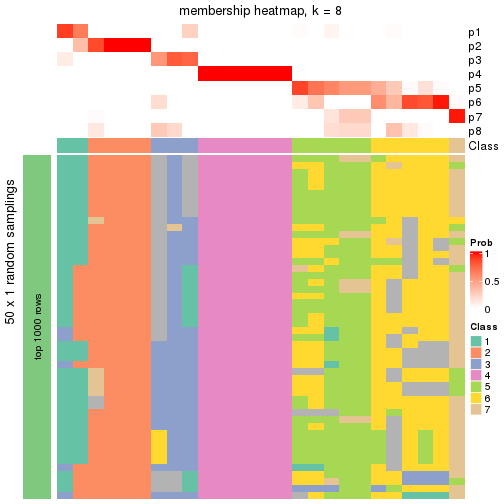 membership heatmap, k = 8
p1
p2
p3
p4
p5
p6
p7
p8
Class
50 x 1 random samplings
top 1000 rows
Prob
1
0.5
0
Class
1
2
3
4
5
6
7